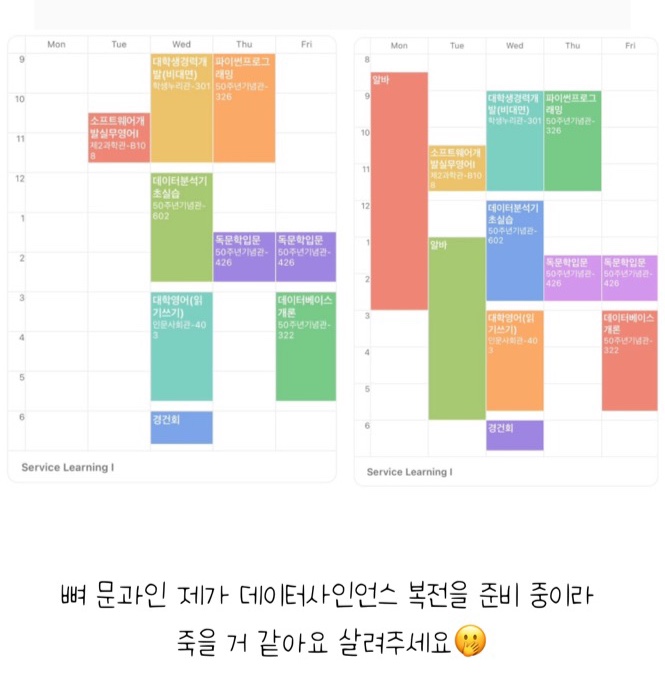 Mon Tue Wed Thu Fri
9
10
11
12
1
2
3
4
5
6
소프트웨어개
발실무영어I
제2과학관-B10
8
대학생경력개
발(비대면)
학생누리관-301
데이터분석기
초실습
50주년기념관-
602
대학영어(읽
기쓰기)
인문사회관-40
3
경건회
파이썬프로그
래밍
50주년기념관-
326
독문학입문
50주년기념관-
426
독문학입문
50주년기념관-
426
데이터베이스
개론
50주년기념관-
322
Service Learning I
Mon Tue Wed Thu Fri
8
9
10
11
12
1
2
3
4
5
6
알바
소프트웨어개
발실무영어I
제2과학관-B10
8
알바
대학생경력개
발(비대면)
학생누리관-301
데이터분석기
초실습
50주년기념관-
602
대학영어(읽
기쓰기)
인문사회관-40
3
경건회
파이썬프로그
래밍
50주년기념관-
326
독문학입문
50주년기념관-
426
독문학입문
50주년기념관-
426
데이터베이스
개론
50주년기념관-
322
Service Learning I
뼈 문과인 제가 데이터사인언스 복전을 준비 중이라
죽을 거 같아요 살려주세요🤭